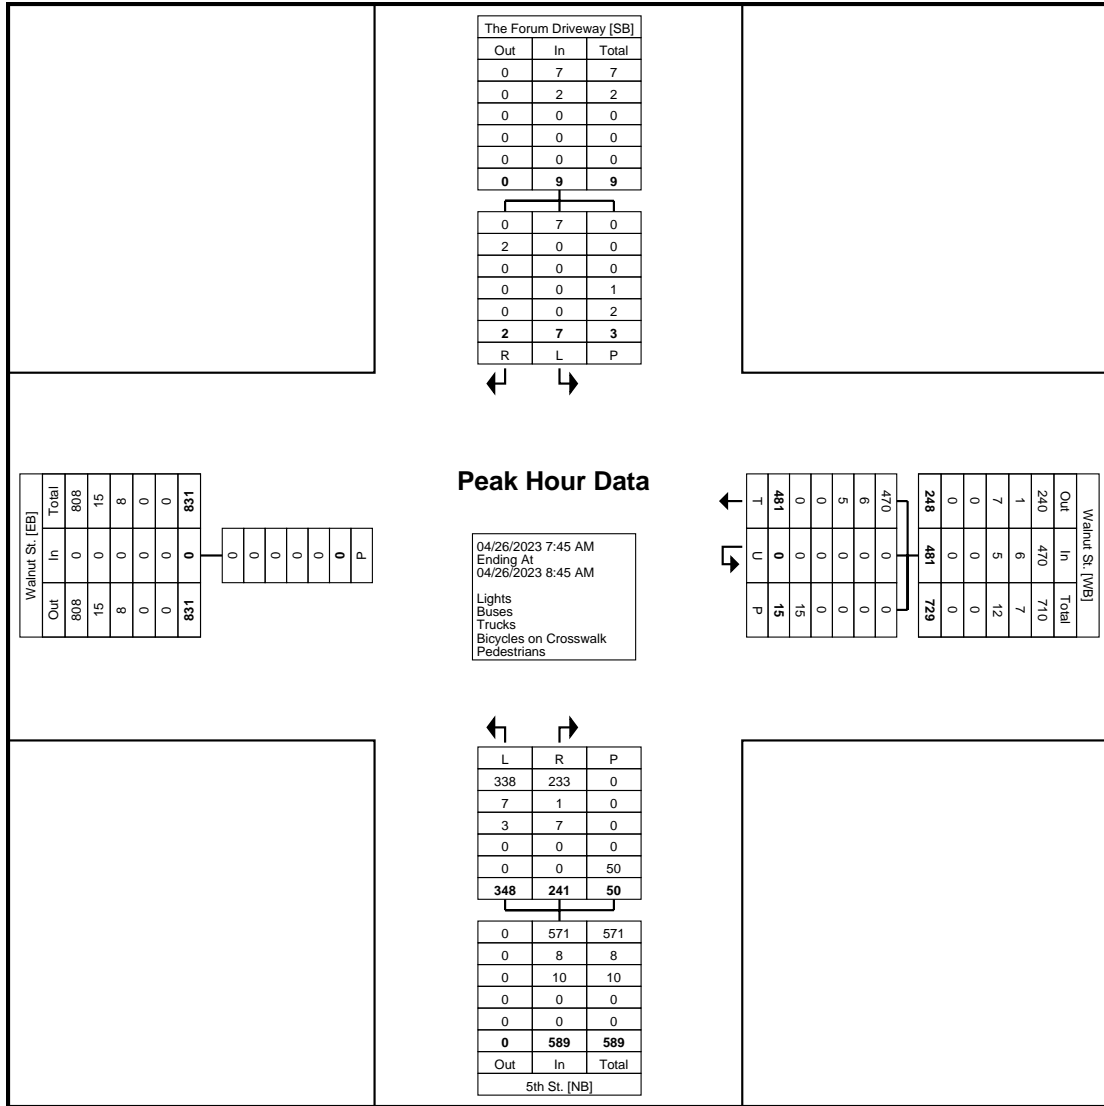 The Forum Driveway [SB]
Out In Total
0 7 7
0 2 2
0 0 0
0 0 0
0 0 0
0 9 9
0 7 0
2 0 0
0 0 0
0 0 1
0 0 2
2 7 3
R L P
Peak Hour Data
04/26/2023 7:45 AM
Ending At
04/26/2023 8:45 AM
Lights
Buses
Trucks
Bicycles on Crosswalk
Pedestrians
Walnut St. [EB]
Total 808 15 8 0 0 831
In 0 0 0 0 0 0
Out 808 15 8 0 0 831
0 0 0 0 0 0 P
Walnut St. [WB]
Out In Total
240 470 710
1 6 7
7 5 12
0 0 0
0 0 0
248 481 729
470 0 0
6 0 0
5 0 0
0 0 0
0 0 15
481 0 15
T U P
L R P
338 233 0
7 1 0
3 7 0
0 0 0
0 0 50
348 241 50
0 571 571
0 8 8
0 10 10
0 0 0
0 0 0
0 589 589
Out In Total
5th St. [NB]